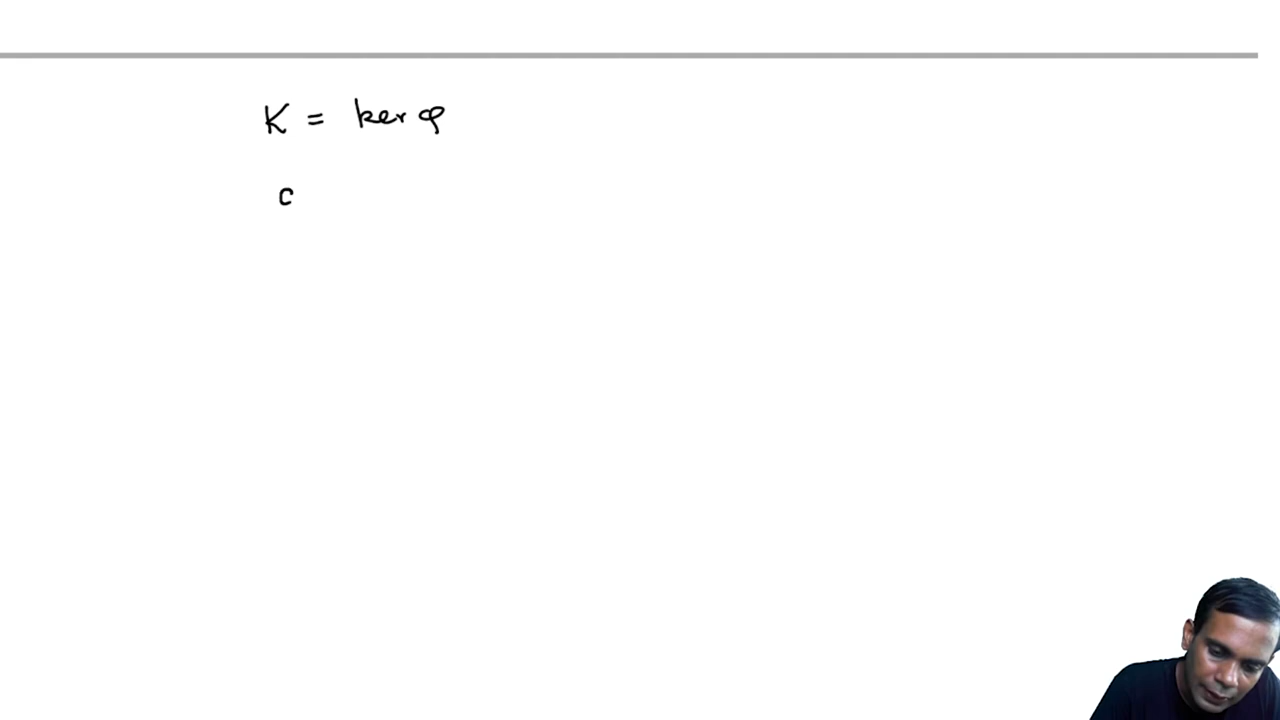 K = ker φ
c